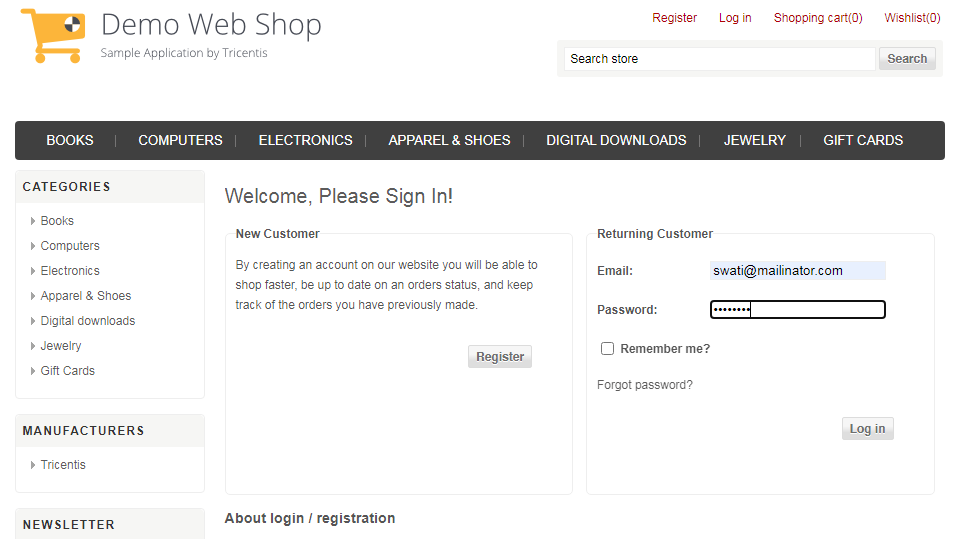 Demo Web Shop
Sample Application by Tricentis
Register Log in Shopping cart(0) Wishlist(0)
Search store Search
BOOKS COMPUTERS ELECTRONICS APPAREL & SHOES DIGITAL DOWNLOADS JEWELRY GIFT CARDS
CATEGORIES
Books
Computers
Electronics
Apparel & Shoes
Digital downloads
Jewelry
Gift Cards
MANUFACTURERS
Tricentis
NEWSLETTER
Welcome, Please Sign In!
New Customer
By creating an account on our website you will be able to
shop faster, be up to date on an orders status, and keep
track of the orders you have previously made.
Register
Returning Customer
Email: swati@mailinator.com
Password: ••••••••
Remember me?
Forgot password?
Log in
About login / registration